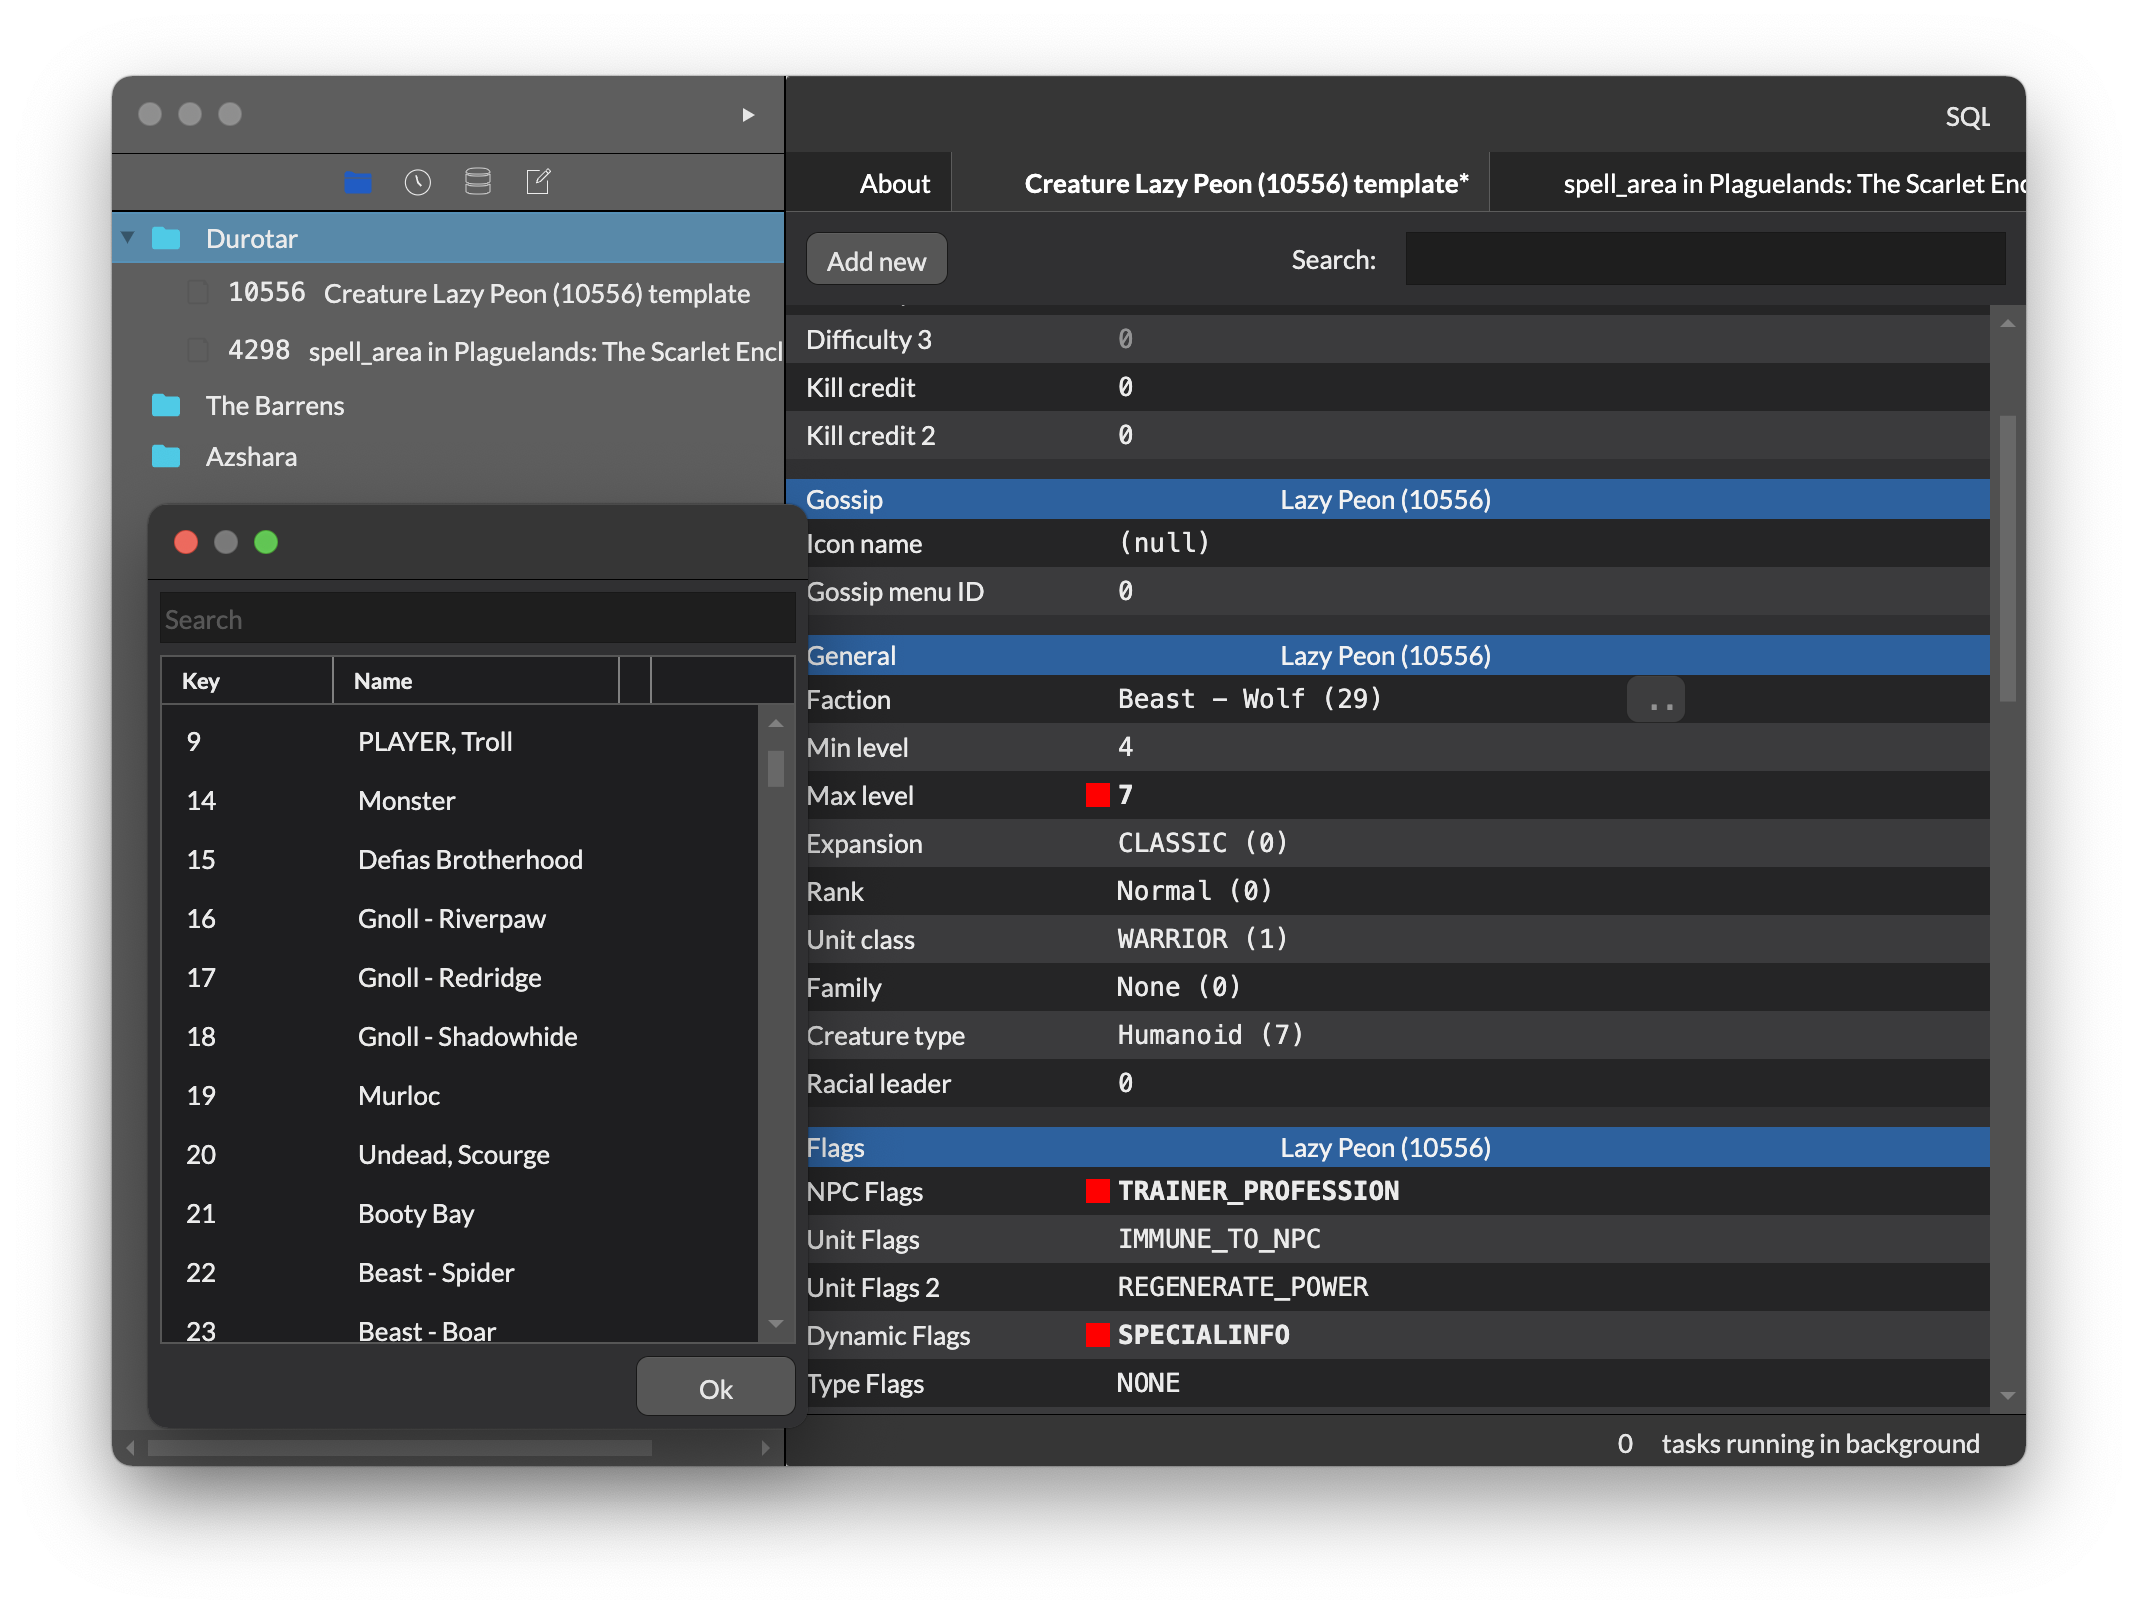 SQL
About
Creature Lazy Peon (10556) template*
spell_area in Plaguelands: The Scarlet Enc
Durotar
10556 Creature Lazy Peon (10556) template
4298 spell_area in Plaguelands: The Scarlet Encl
The Barrens
Azshara
Search
Key Name
9 PLAYER, Troll
14 Monster
15 Defias Brotherhood
16 Gnoll - Riverpaw
17 Gnoll - Redridge
18 Gnoll - Shadowhide
19 Murloc
20 Undead, Scourge
21 Booty Bay
22 Beast - Spider
23 Beast - Boar
Ok
Add new
Search:
Difficulty 3 0
Kill credit 0
Kill credit 2 0
Gossip Lazy Peon (10556)
Icon name (null)
Gossip menu ID 0
General Lazy Peon (10556)
Faction Beast - Wolf (29) ..
Min level 4
Max level 7
Expansion CLASSIC (0)
Rank Normal (0)
Unit class WARRIOR (1)
Family None (0)
Creature type Humanoid (7)
Racial leader 0
Flags Lazy Peon (10556)
NPC Flags TRAINER_PROFESSION
Unit Flags IMMUNE_TO_NPC
Unit Flags 2 REGENERATE_POWER
Dynamic Flags SPECIALINFO
Type Flags NONE
0 tasks running in background